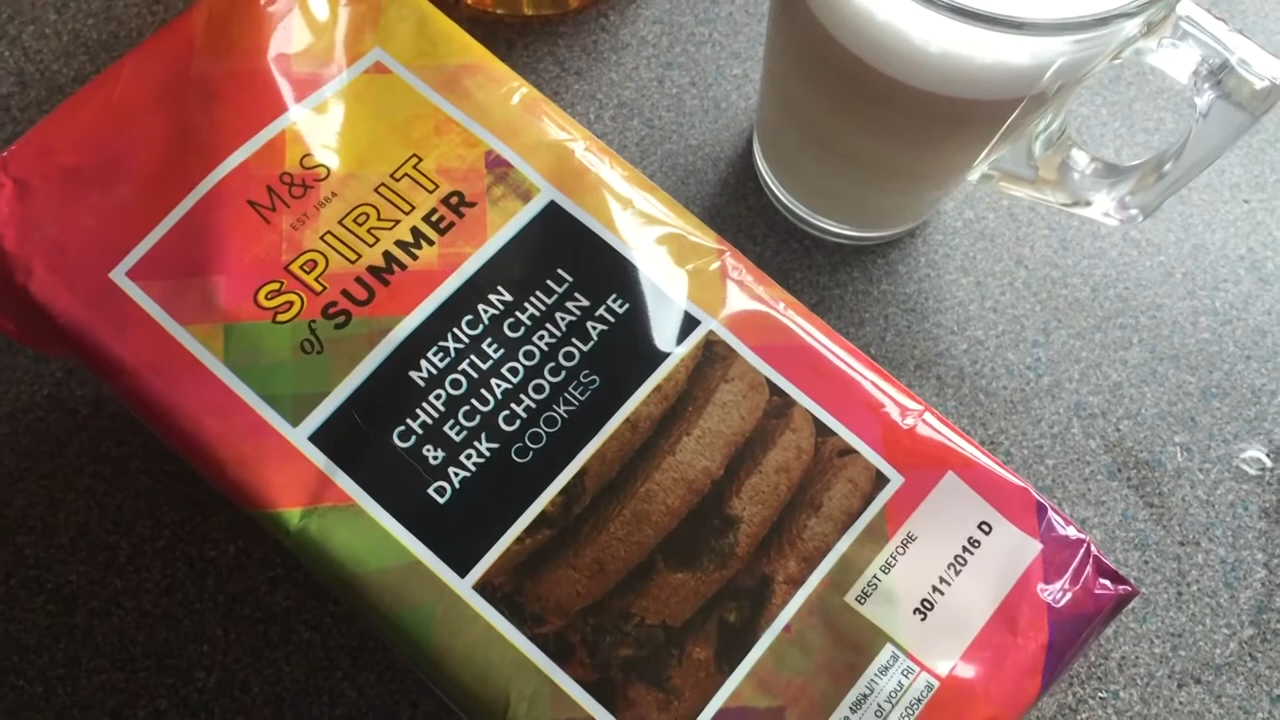 M&S
EST. 1884
SPIRIT
of SUMMER
MEXICAN
CHIPOTLE CHILLI
& ECUADORIAN
DARK CHOCOLATE
COOKIES
BEST BEFORE
30/11/2016 D
486kJ/116kcal
of your RI
/505kcal